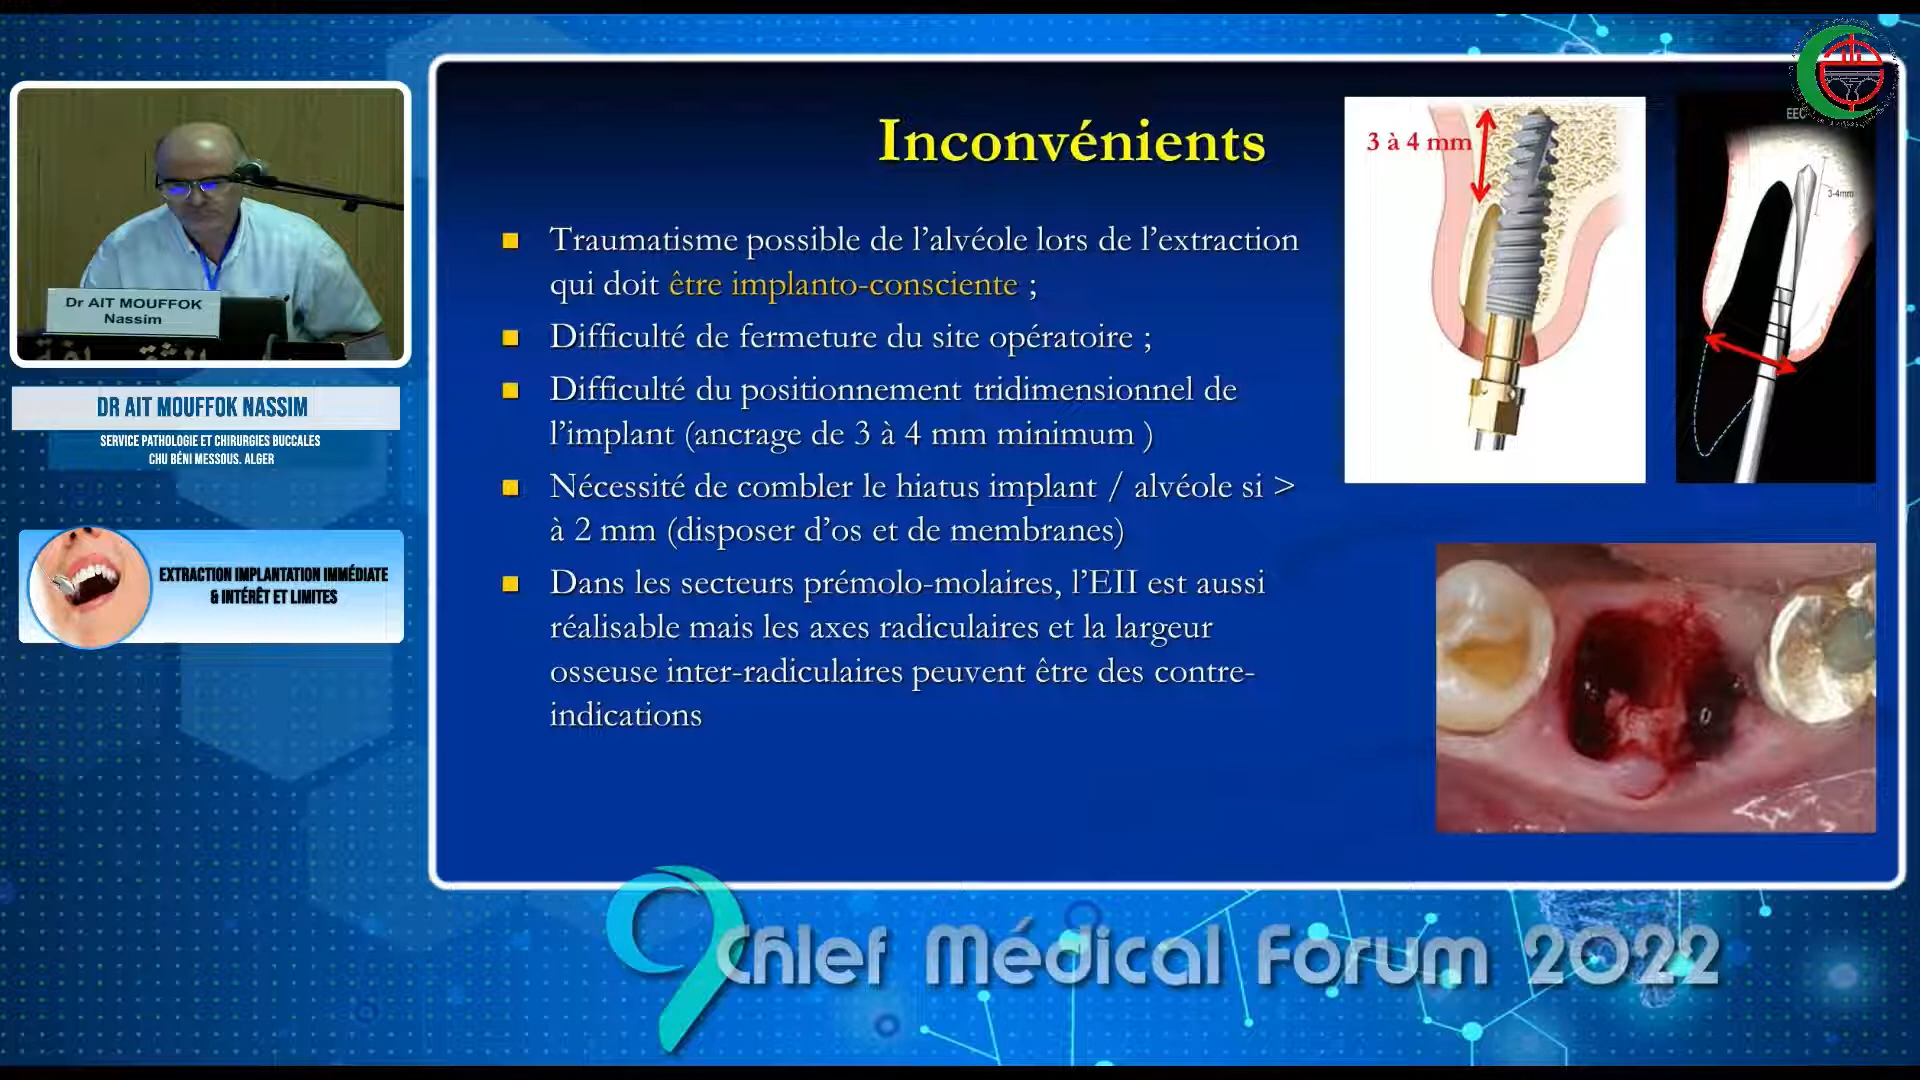 Dr AIT MOUFFOK
Nassim
DR AIT MOUFFOK NASSIM
SERVICE PATHOLOGIE ET CHIRURGIES BUCCALES
CHU BÉNI MESSOUS. ALGER
EXTRACTION IMPLANTATION IMMÉDIATE
& INTÉRÊT ET LIMITES
Inconvénients
Traumatisme possible de l’alvéole lors de l’extraction
qui doit être implanto-consciente ;
Difficulté de fermeture du site opératoire ;
Difficulté du positionnement tridimensionnel de
l’implant (ancrage de 3 à 4 mm minimum )
Nécessité de combler le hiatus implant / alvéole si >
à 2 mm (disposer d’os et de membranes)
Dans les secteurs prémolo-molaires, l’EII est aussi
réalisable mais les axes radiculaires et la largeur
osseuse inter-radiculaires peuvent être des contre-
indications
3 à 4 mm
3-4mm
9 Chlef Médical Forum 2022